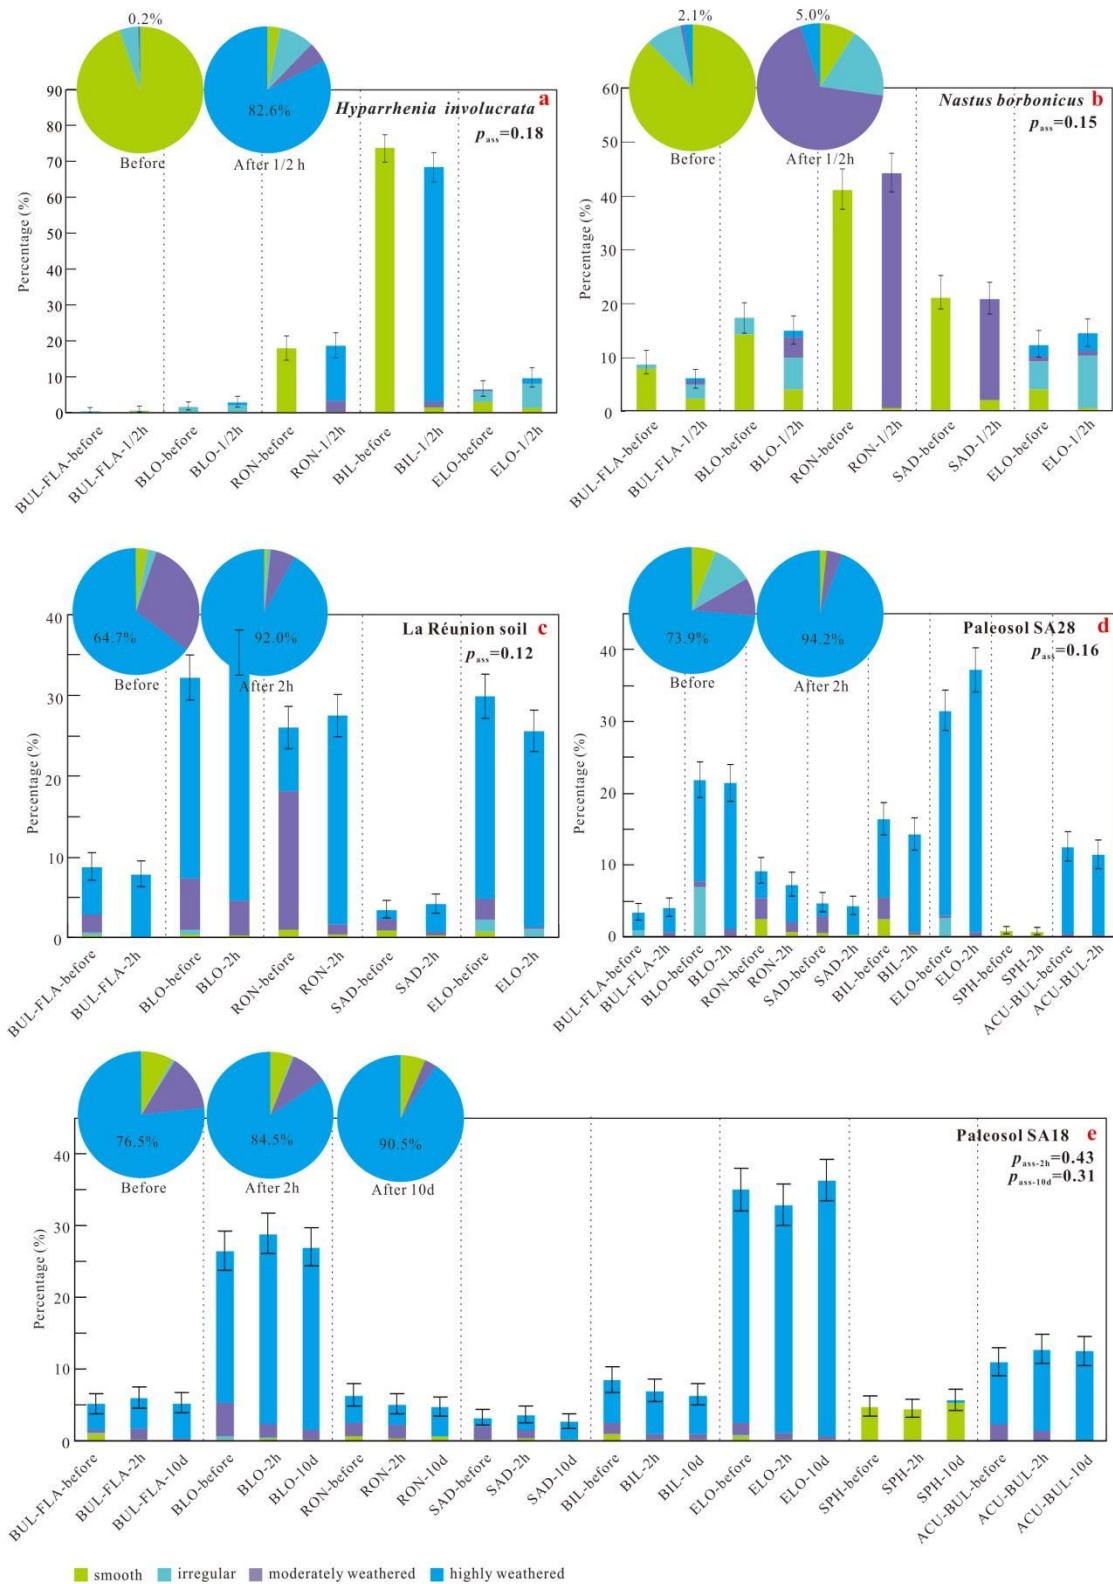 0.2%
82.6%
Before
After 1/2 h
Hyparrhenia involucrata a
pass=0.18
Percentage (%)
90
80
70
60
50
40
30
20
10
0
BUL-FLA-before
BUL-FLA-1/2h
BLO-before
BLO-1/2h
RON-before
RON-1/2h
BIL-before
BIL-1/2h
ELO-before
ELO-1/2h
2.1%
5.0%
Before
After 1/2h
Nastus borbonicus b
pass=0.15
Percentage (%)
60
50
40
30
20
10
0
BUL-FLA-before
BUL-FLA-1/2h
BLO-before
BLO-1/2h
RON-before
RON-1/2h
SAD-before
SAD-1/2h
ELO-before
ELO-1/2h
64.7%
92.0%
Before
After 2h
La Réunion soil c
pass=0.12
Percentage (%)
40
30
20
10
0
BUL-FLA-before
BUL-FLA-2h
BLO-before
BLO-2h
RON-before
RON-2h
SAD-before
SAD-2h
ELO-before
ELO-2h
73.9%
94.2%
Before
After 2h
Paleosol SA28 d
pass=0.16
Percentage (%)
40
30
20
10
0
BUL-FLA-before
BUL-FLA-2h
BLO-before
BLO-2h
RON-before
RON-2h
SAD-before
SAD-2h
BIL-before
BIL-2h
ELO-before
ELO-2h
SPH-before
SPH-2h
ACU-BUL-before
ACU-BUL-2h
76.5%
84.5%
90.5%
Before
After 2h
After 10d
Paleosol SA18 e
pass-2h=0.43
pass-10d=0.31
Percentage (%)
40
30
20
10
0
BUL-FLA-before
BUL-FLA-2h
BUL-FLA-10d
BLO-before
BLO-2h
BLO-10d
RON-before
RON-2h
RON-10d
SAD-before
SAD-2h
SAD-10d
BIL-before
BIL-2h
BIL-10d
ELO-before
ELO-2h
ELO-10d
SPH-before
SPH-2h
SPH-10d
ACU-BUL-before
ACU-BUL-2h
ACU-BUL-10d
smooth irregular moderately weathered highly weathered